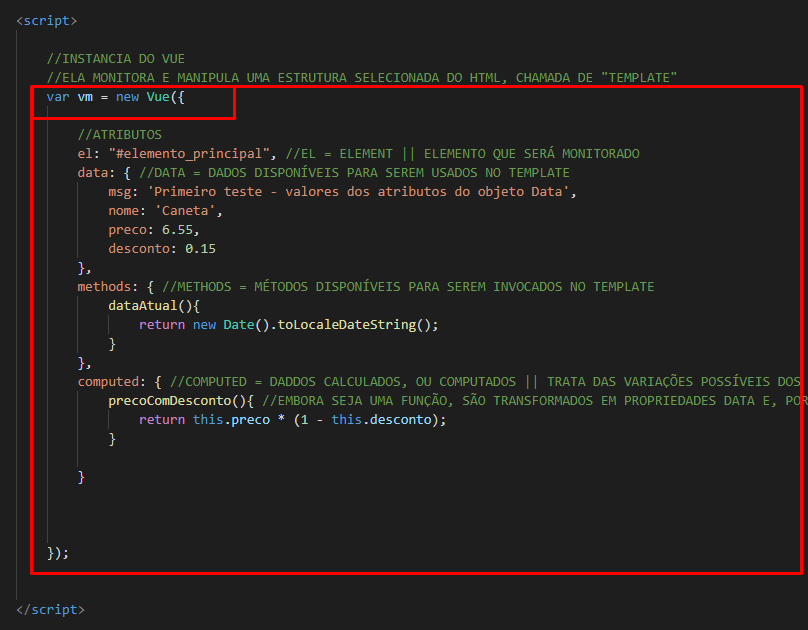 <script>
//INSTANCIA DO VUE
//ELA MONITORA E MANIPULA UMA ESTRUTURA SELECIONADA DO HTML, CHAMADA DE "TEMPLATE"
var vm = new Vue({
//ATRIBUTOS
el: "#elemento_principal", //EL = ELEMENT || ELEMENTO QUE SERÁ MONITORADO
data: { //DATA = DADOS DISPONÍVEIS PARA SEREM USADOS NO TEMPLATE
msg: 'Primeiro teste - valores dos atributos do objeto Data',
nome: 'Caneta',
preco: 6.55,
desconto: 0.15
},
methods: { //METHODS = MÉTODOS DISPONÍVEIS PARA SEREM INVOCADOS NO TEMPLATE
dataAtual(){
return new Date().toLocaleDateString();
}
},
computed: { //COMPUTED = DADDOS CALCULADOS, OU COMPUTADOS || TRATA DAS VARIAÇÕES POSSÍVEIS DOS
precoComDesconto(){ //EMBORA SEJA UMA FUNÇÃO, SÃO TRANSFORMADOS EM PROPRIEDADES DATA E, POR
return this.preco * (1 - this.desconto);
}
}
});
</script>